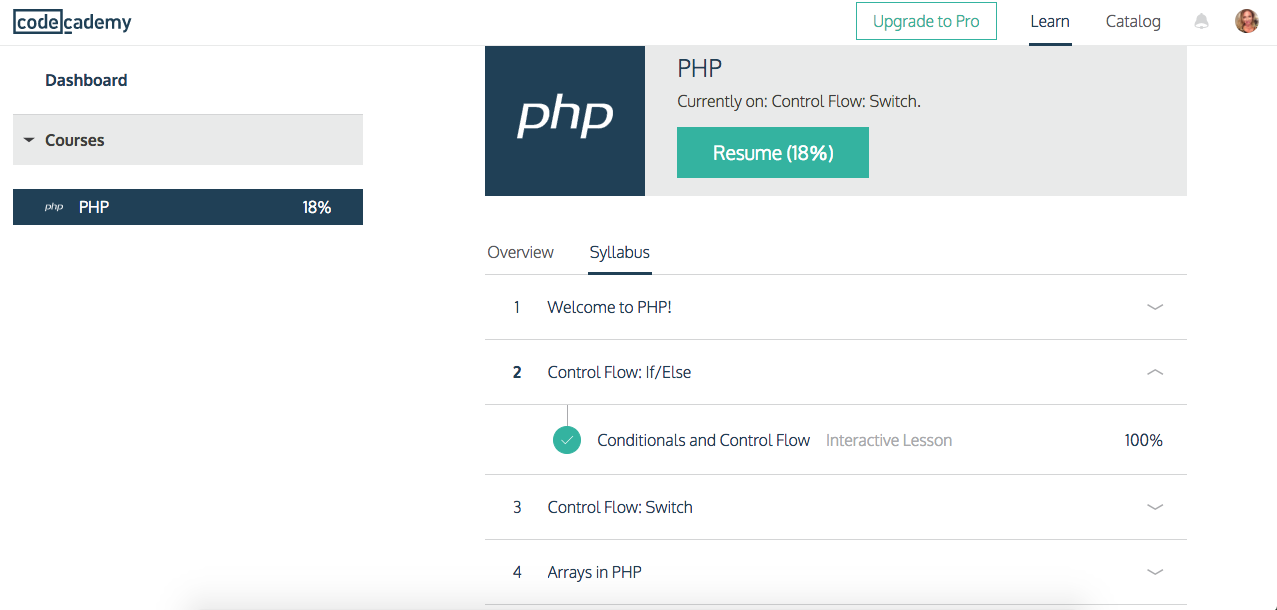 codecademy
Upgrade to Pro
Learn
Catalog
Dashboard
Courses
php PHP 18%
php
PHP
Currently on: Control Flow: Switch.
Resume (18%)
Overview
Syllabus
1 Welcome to PHP!
2 Control Flow: If/Else
Conditionals and Control Flow Interactive Lesson 100%
3 Control Flow: Switch
4 Arrays in PHP